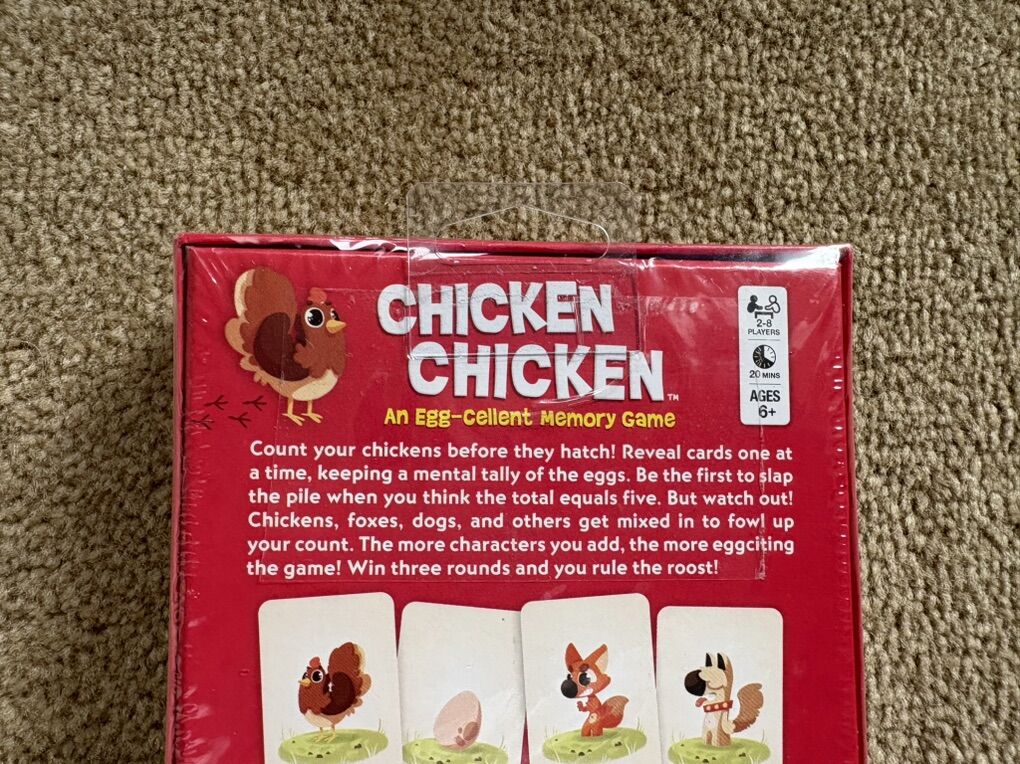 CHICKEN
CHICKEN™
An Egg-cellent Memory Game
2-8
PLAYERS
20 MINS
AGES
6+
Count your chickens before they hatch! Reveal cards one at
a time, keeping a mental tally of the eggs. Be the first to slap
the pile when you think the total equals five. But watch out!
Chickens, foxes, dogs, and others get mixed in to fowl up
your count. The more characters you add, the more eggciting
the game! Win three rounds and you rule the roost!